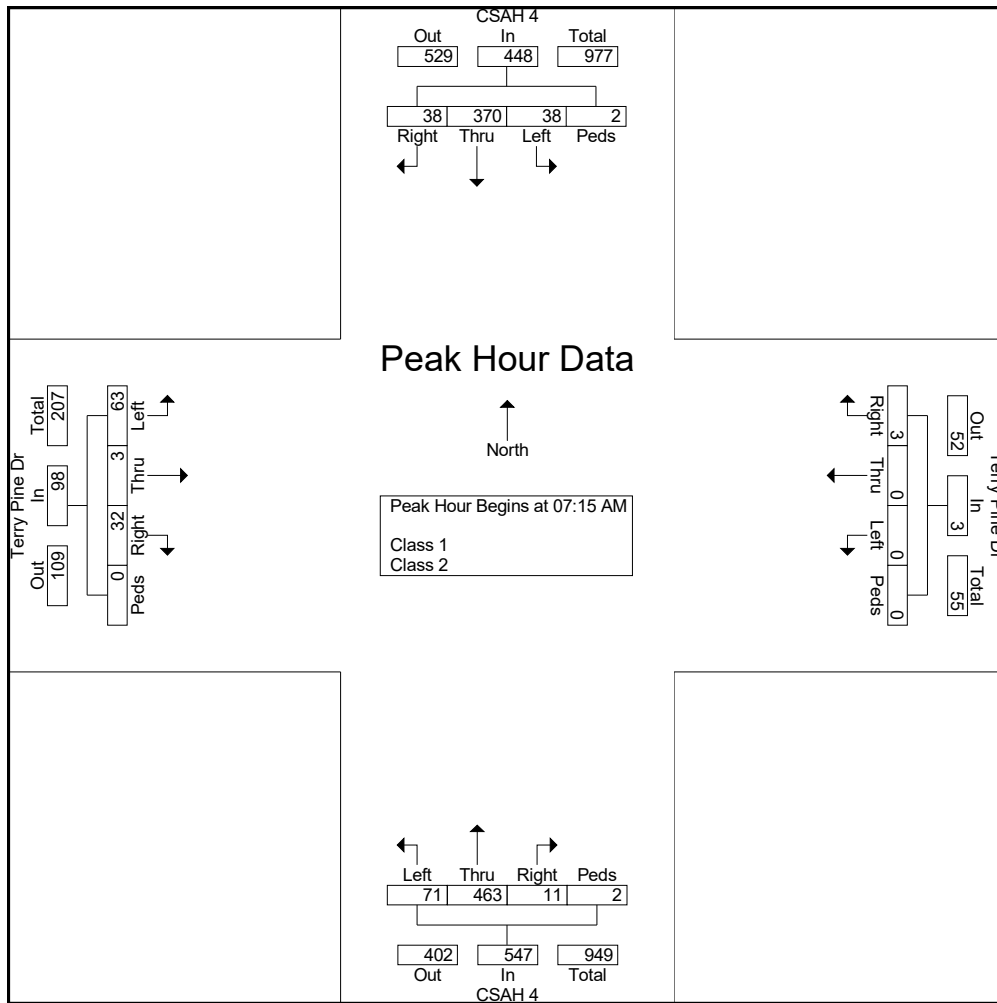 CSAH 4
Out In Total
529 448 977
38 370 38 2
Right Thru Left Peds
Peak Hour Data
North
Peak Hour Begins at 07:15 AM
Class 1
Class 2
Terry Pine Dr
Out In Total
109 98 207
63 3 32 0
Left Thru Right Peds
Right Thru Left Peds
3 0 0 0
Out In Total
52 3 55
Terry Pine Dr
Left Thru Right Peds
71 463 11 2
402 547 949
Out In Total
CSAH 4